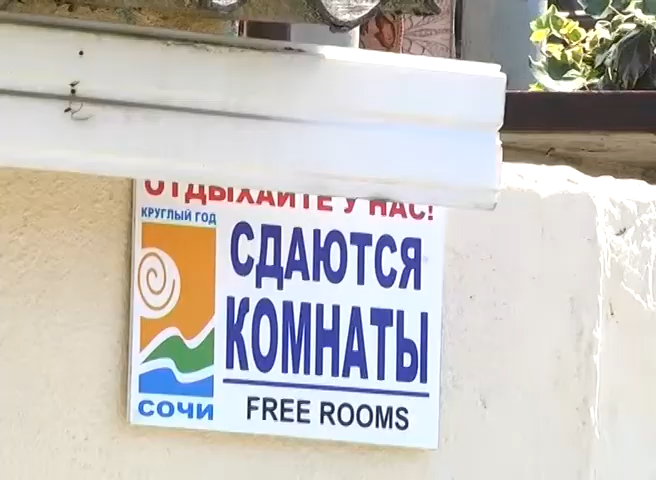 ОТДЫХАЙТЕ У НАС!
КРУГЛЫЙ ГОД
СДАЮТСЯ
КОМНАТЫ
FREE ROOMS
СОЧИ